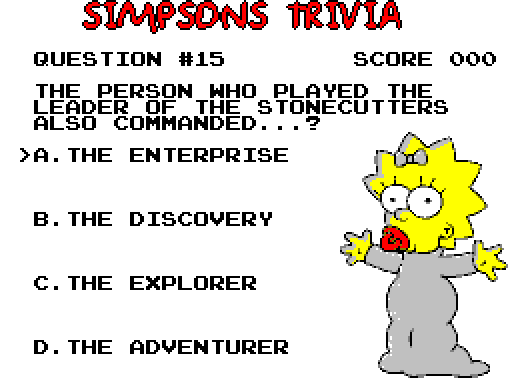 SIMPSONS TRIVIA
QUESTION #15 SCORE 000
THE PERSON WHO PLAYED THE
LEADER OF THE STONECUTTERS
ALSO COMMANDED...?
>A.THE ENTERPRISE
B.THE DISCOVERY
C.THE EXPLORER
D.THE ADVENTURER